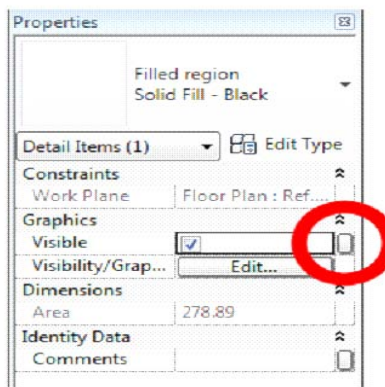 Properties
Filled region
Solid Fill - Black
Detail Items (1) Edit Type
Constraints
Work Plane Floor Plan : Ref....
Graphics
Visible
Visibility/Grap... Edit...
Dimensions
Area 278.89
Identity Data
Comments